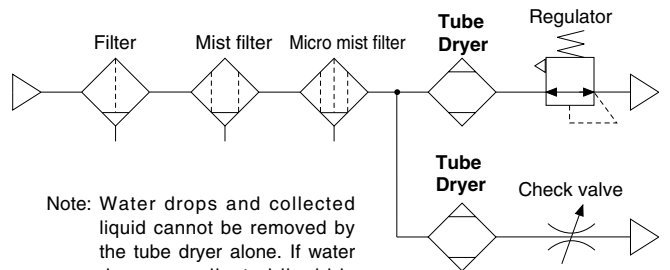 Filter
Mist filter
Micro mist filter
Tube
Dryer
Regulator
Tube
Dryer
Check valve
Note: Water drops and collected
liquid cannot be removed by
the tube dryer alone. If water